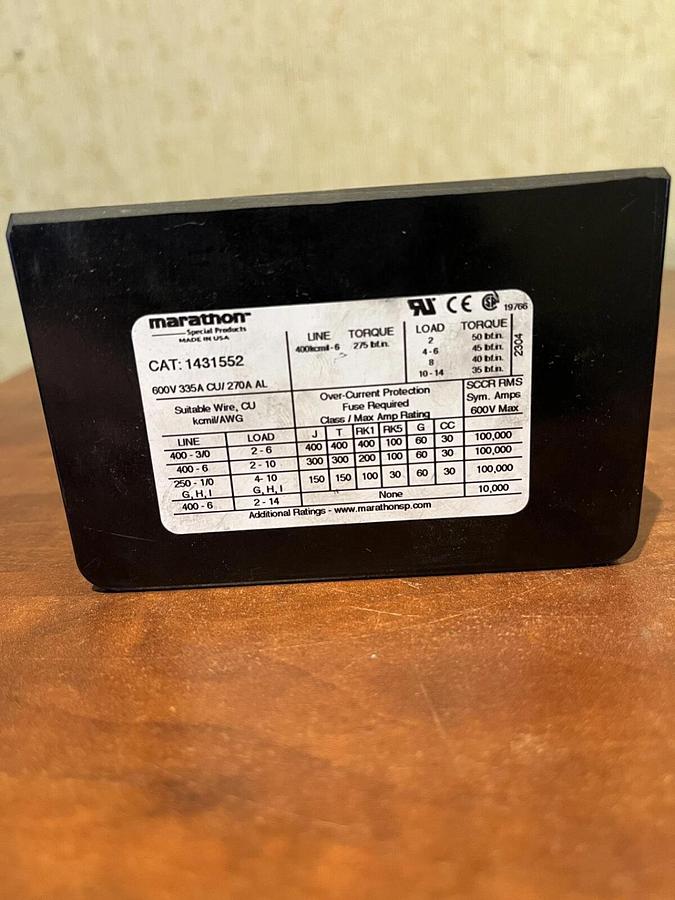 marathon™
Special Products
MADE IN USA
CAT: 1431552
600V 335A CU/ 270A AL
LINE TORQUE
400kcmil-6 275 lbf.in.
CE 19766
LOAD TORQUE
2 50 lbf.in.
4-6 45 lbf.in.
8 40 lbf.in.
10-14 35 lbf.in.
2304
Suitable Wire, CU
kcmil/AWG
Over-Current Protection
Fuse Required
Class / Max Amp Rating
SCCR RMS
Sym. Amps
600V Max
LINE LOAD J T RK1 RK5 G CC
400 - 3/0 2 - 6 400 400 400 100 60 30 100,000
400 - 6 2 - 10 300 300 200 100 60 30 100,000
250 - 1/0 4- 10 150 150 100 30 60 30 100,000
G, H, I G, H, I
400 - 6 2 - 14 None 10,000
Additional Ratings - www.marathonsp.com